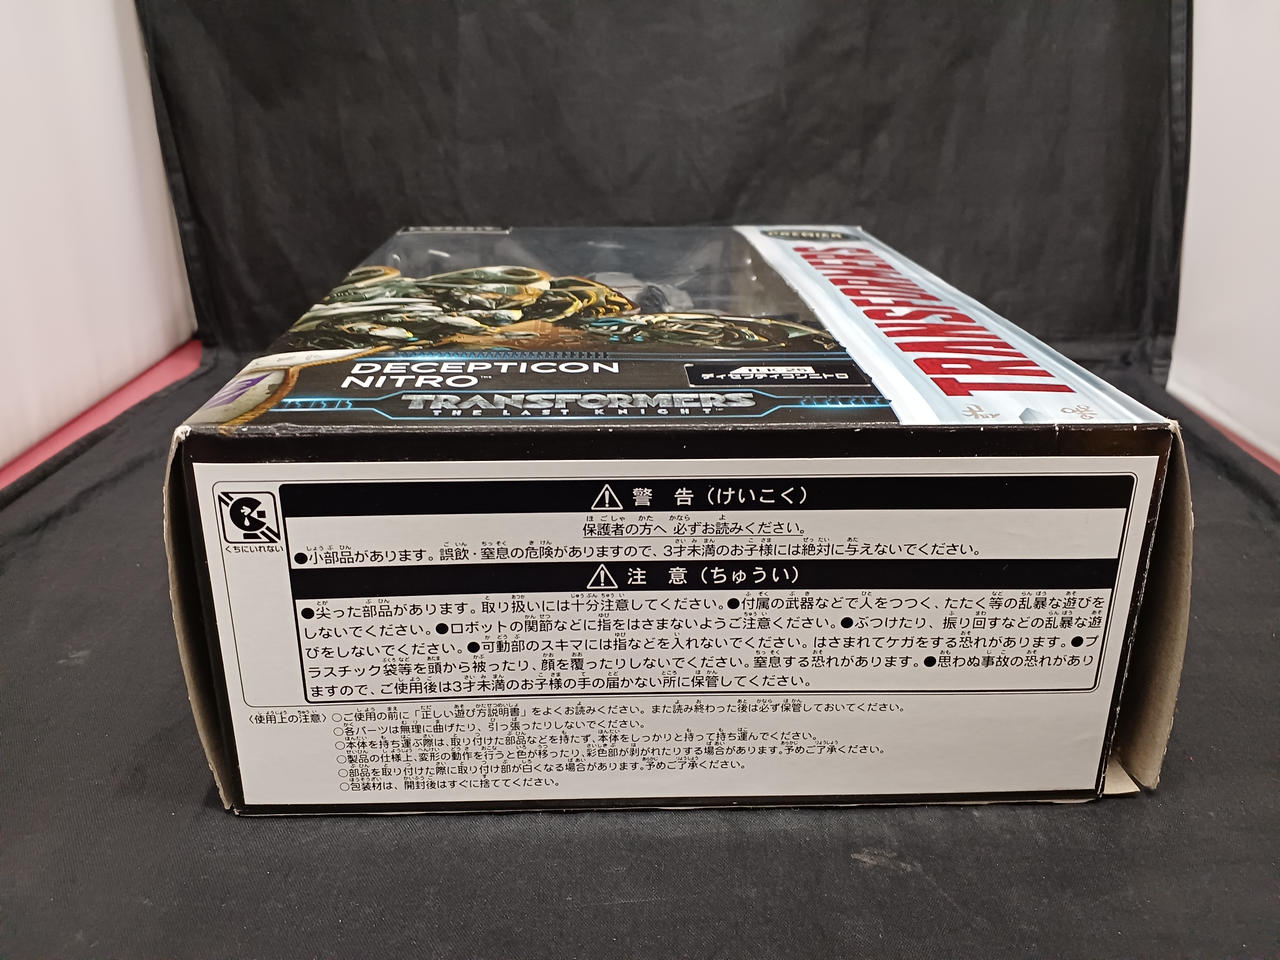 PREMIER
TRANSFORMERS
DECEPTICON
NITRO™
ディセプティコンニトロ
TRANSFORMERS
THE LAST KNIGHT
くちにいれない
警告（けいこく）
保護者の方へ 必ずお読みください。
●小部品があります。誤飲・窒息の危険がありますので、3才未満のお子様には絶対に与えないでください。
注意（ちゅうい）
●尖った部品があります。取り扱いには十分注意してください。●付属の武器などで人をつつく、たたく等の乱暴な遊びを
しないでください。●ロボットの関節などに指をはさまないようご注意ください。●ぶつけたり、振り回すなどの乱暴な遊
びをしないでください。●可動部のスキマには指などを入れないでください。はさまれてケガをする恐れがあります。●プ
ラスチック袋等を頭から被ったり、顔を覆ったりしないでください。窒息する恐れがあります。●思わぬ事故の恐れがあり
ますので、ご使用後は3才未満のお子様の手の届かない所に保管してください。
〈使用上の注意〉○ご使用の前に「正しい遊び方説明書」をよくお読みください。また読み終わった後は必ず保管しておいてください。
○各パーツは無理に曲げたり、引っ張ったりしないでください。
○本体を持ち運ぶ際は、取り付けた部品などを持たず、本体をしっかりと持って持ち運んでください。
○製品の仕様上、変形の動作を行うと色が移ったり、彩色部が剥がれたりする場合があります。予めご了承ください。
○部品を取り付けた際に取り付け部が白くなる場合があります。予めご了承ください。
○包装材は、開封後はすぐに捨ててください。